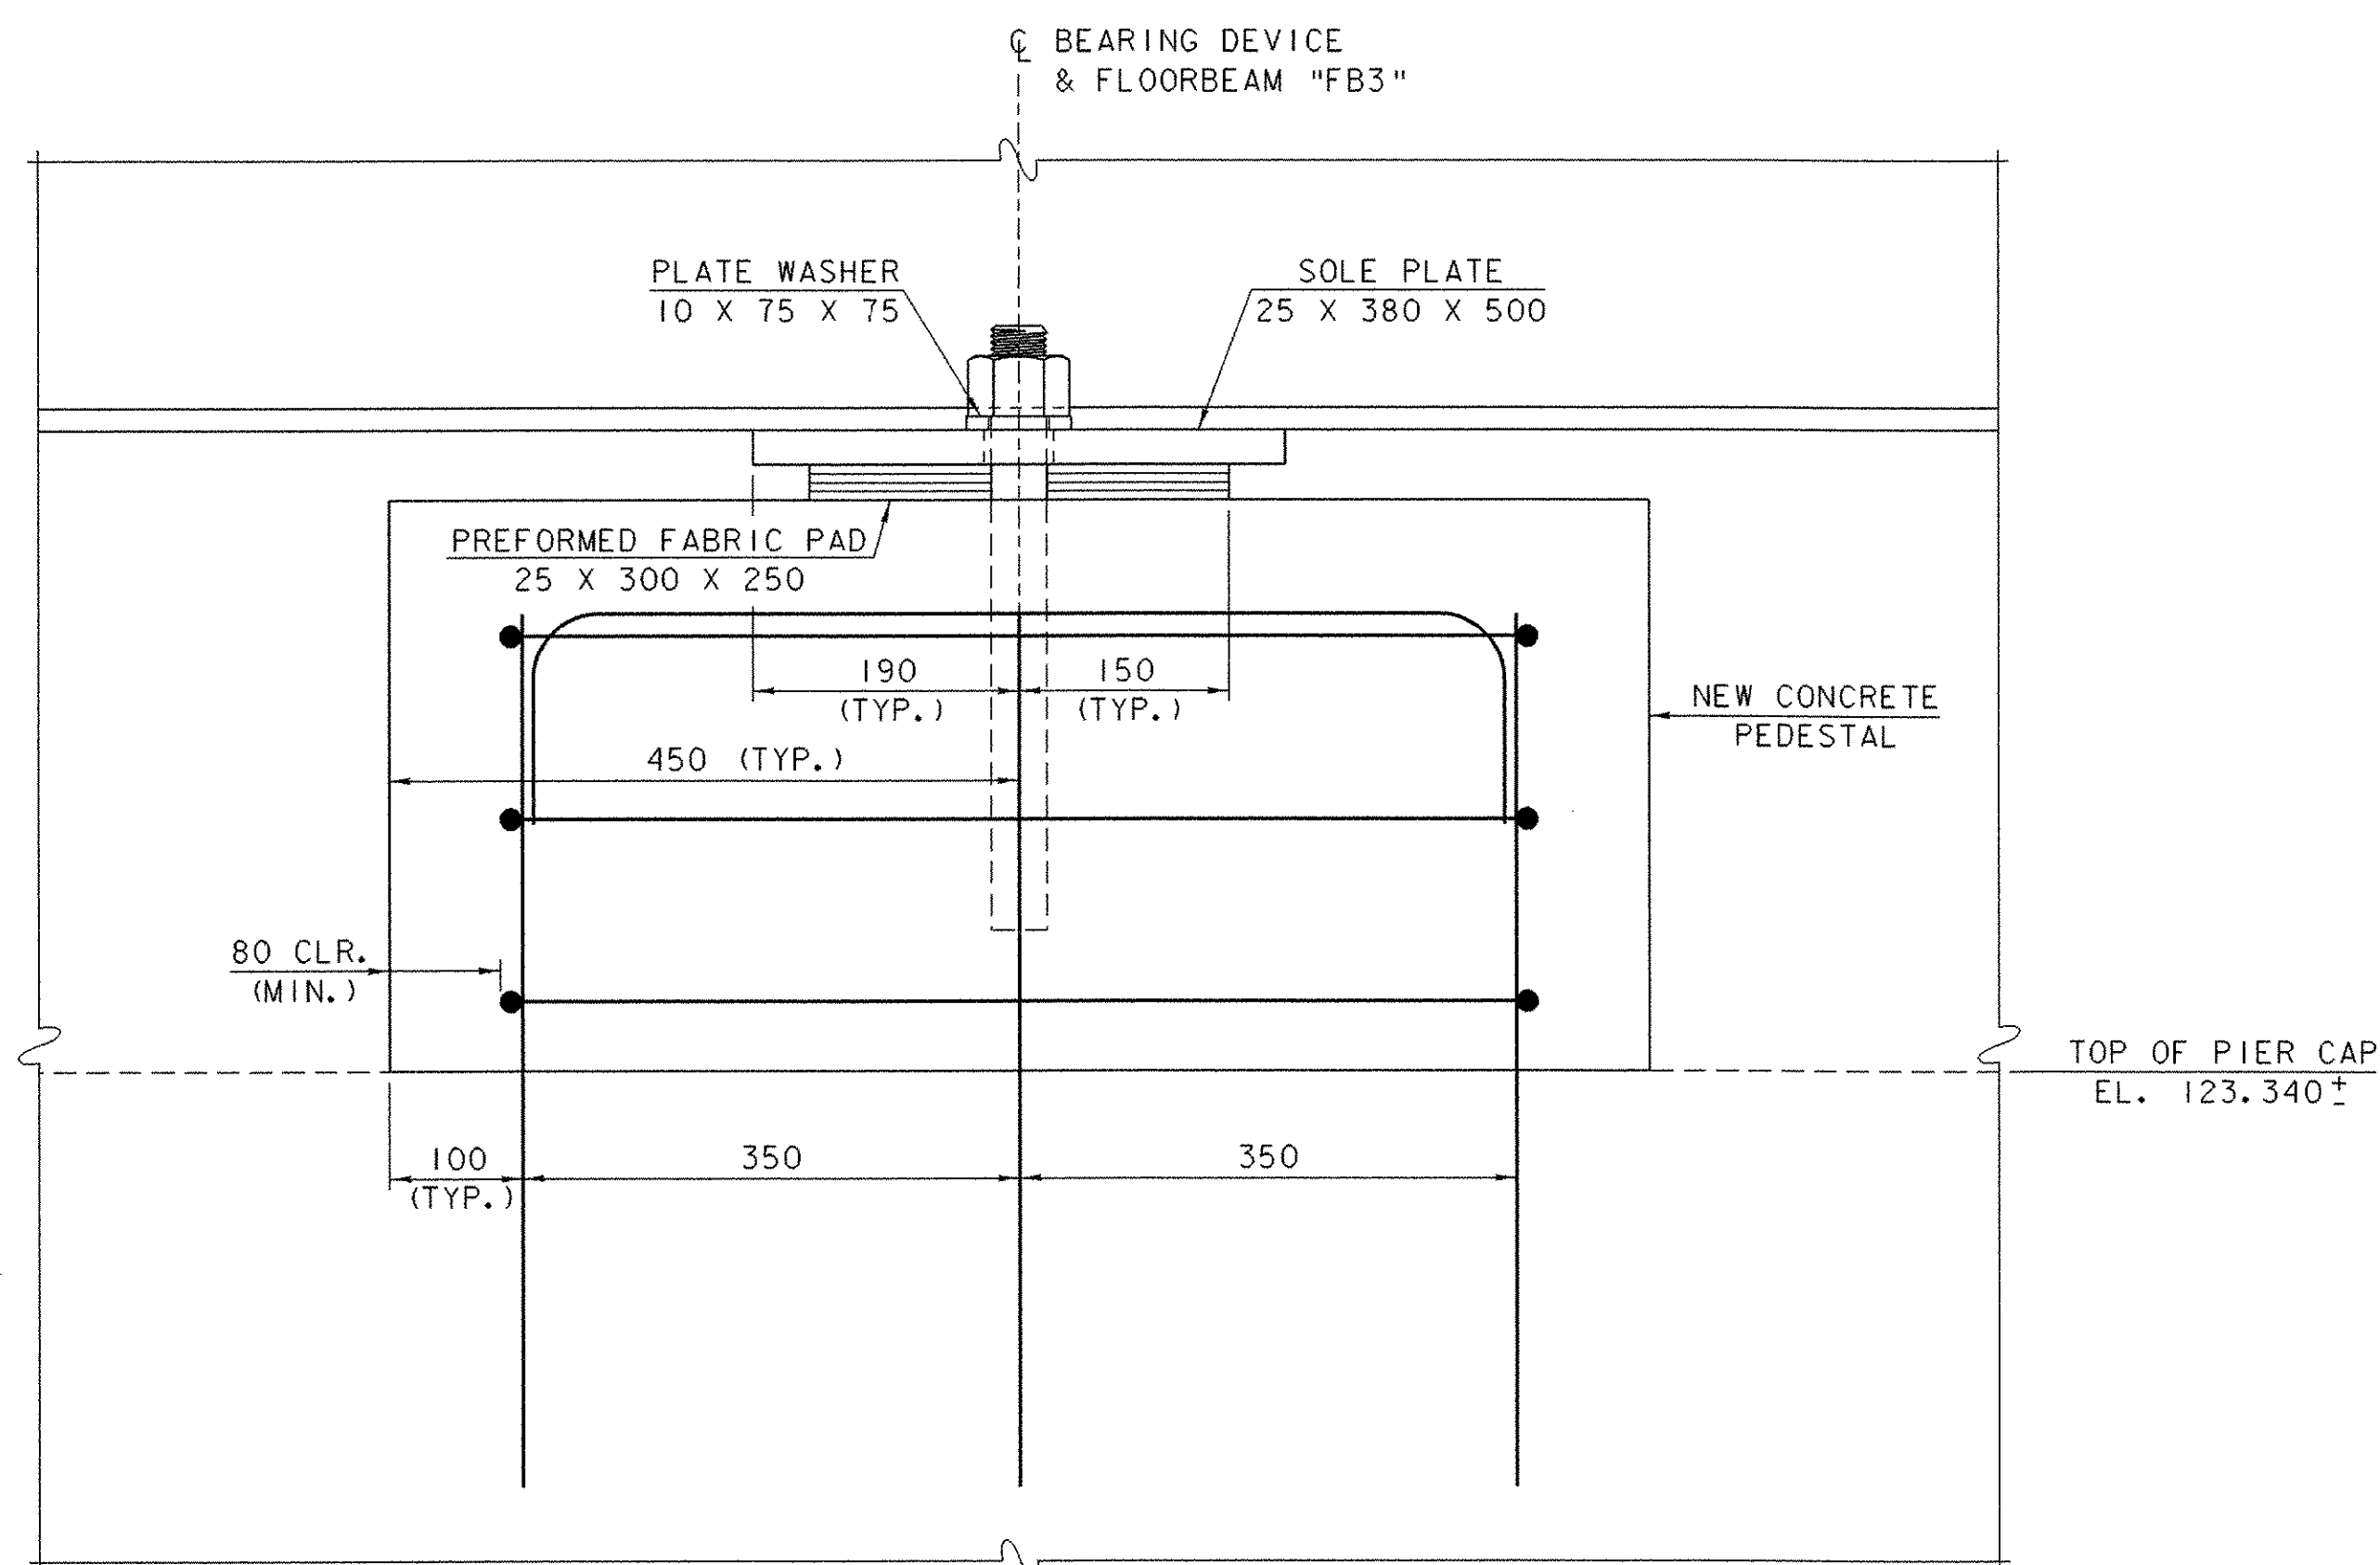 ℄ BEARING DEVICE
& FLOORBEAM "FB3"
PLATE WASHER
10 X 75 X 75
SOLE PLATE
25 X 380 X 500
PREFORMED FABRIC PAD
25 X 300 X 250
190
(TYP.)
150
(TYP.)
NEW CONCRETE
PEDESTAL
450 (TYP.)
80 CLR.
(MIN.)
TOP OF PIER CAP
EL. 123.340±
100
(TYP.)
350
350